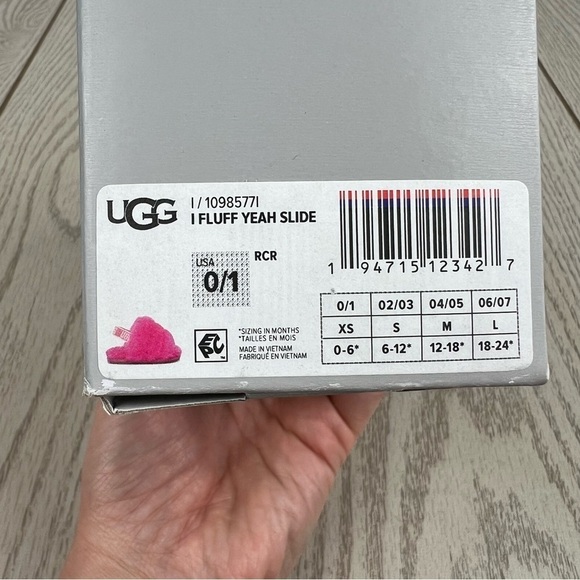 UGG
I / 1098577I
I FLUFF YEAH SLIDE
USA
0/1
RCR
1 94715 12342 7
*SIZING IN MONTHS
*TAILLES EN MOIS
MADE IN VIETNAM
FABRIQUÉ EN VIETNAM
EPC
0/1 02/03 04/05 06/07
XS S M L
0-6* 6-12* 12-18* 18-24*